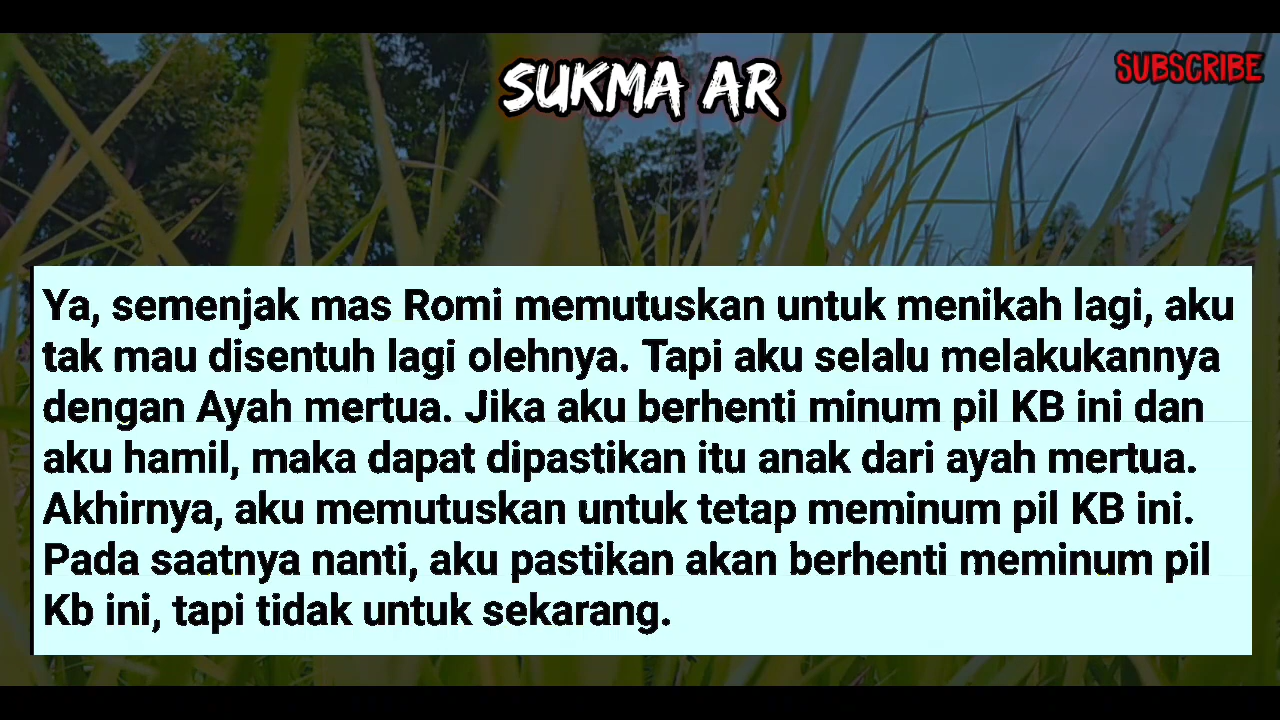 SUKMA AR
SUBSCRIBE
Ya, semenjak mas Romi memutuskan untuk menikah lagi, aku
tak mau disentuh lagi olehnya. Tapi aku selalu melakukannya
dengan Ayah mertua. Jika aku berhenti minum pil KB ini dan
aku hamil, maka dapat dipastikan itu anak dari ayah mertua.
Akhirnya, aku memutuskan untuk tetap meminum pil KB ini.
Pada saatnya nanti, aku pastikan akan berhenti meminum pil
Kb ini, tapi tidak untuk sekarang.